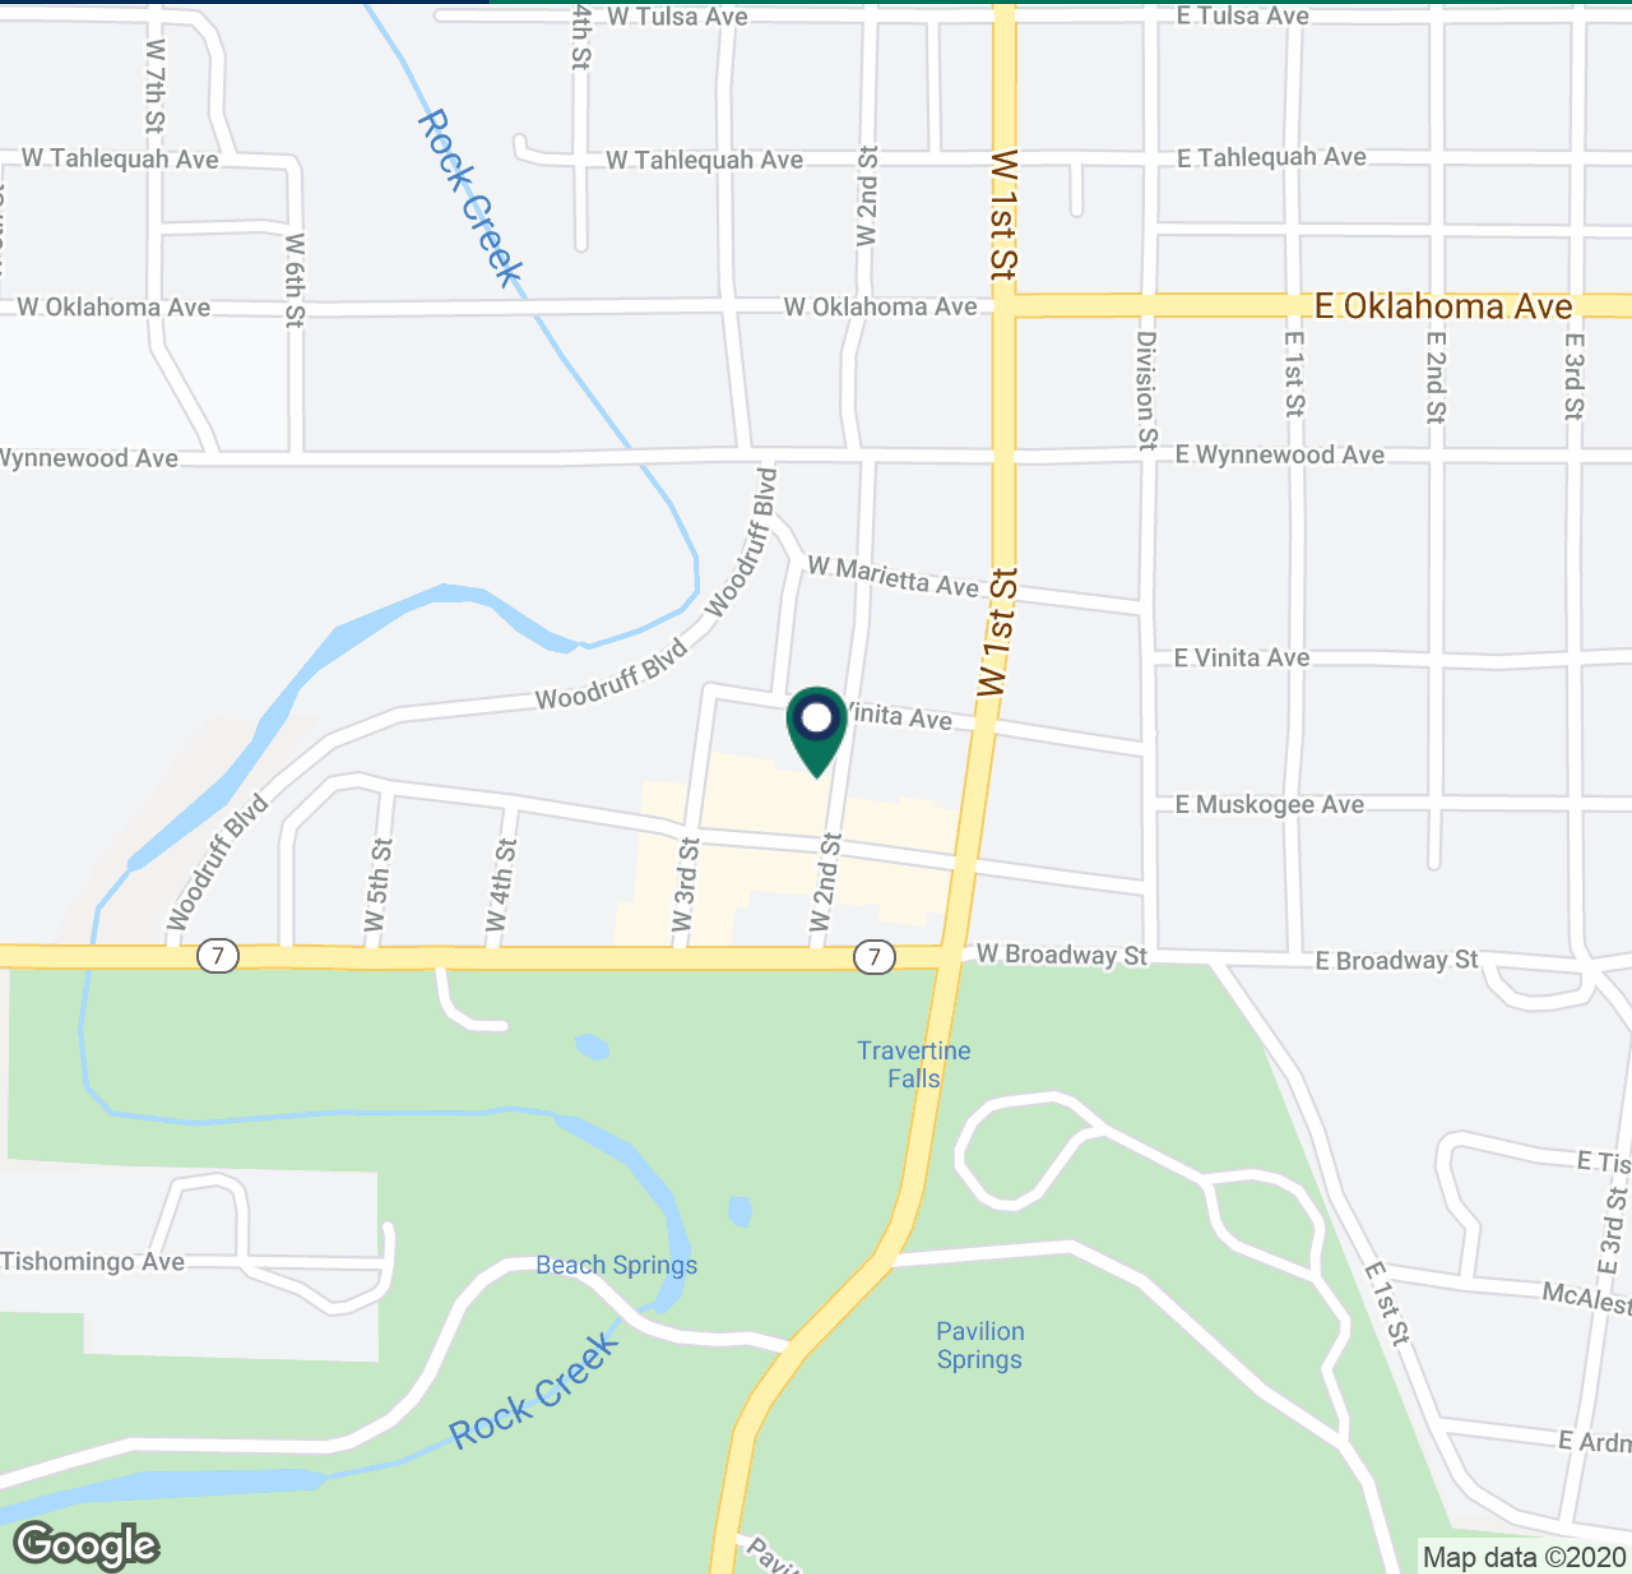 W Tulsa Ave
E Tulsa Ave
4th St
W 7th St
Rock Creek
W Tahlequah Ave
W Tahlequah Ave
W 2nd St
W 1st St
E Tahlequah Ave
W 6th St
W Oklahoma Ave
W Oklahoma Ave
E Oklahoma Ave
Division St
E 1st St
E 2nd St
E 3rd St
Wynnewood Ave
E Wynnewood Ave
Woodruff Blvd
W Marietta Ave
W 1st St
Woodruff Blvd
E Vinita Ave
Vinita Ave
Woodruff Blvd
E Muskogee Ave
W 5th St
W 4th St
W 3rd St
W 2nd St
7
7
W Broadway St
E Broadway St
Travertine
Falls
E Tis
E 3rd St
Tishomingo Ave
Beach Springs
E 1st St
McAlest
Pavilion
Springs
Rock Creek
E Ardm
Google
Pavi
Map data ©2020